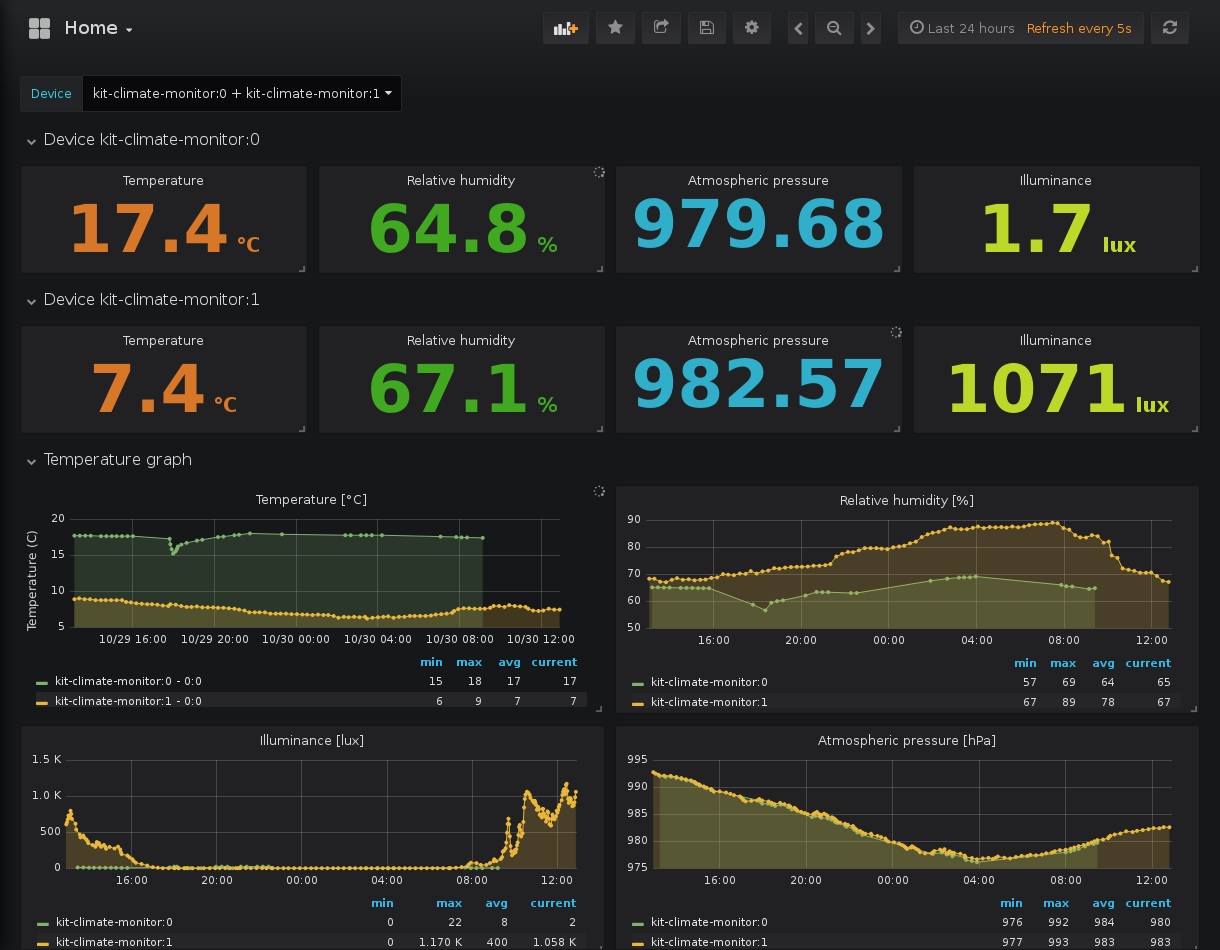 Home
Last 24 hours Refresh every 5s
Device kit-climate-monitor:0 + kit-climate-monitor:1
Device kit-climate-monitor:0
Temperature Relative humidity Atmospheric pressure Illuminance
17.4 °C 64.8 % 979.68 1.7 lux
Device kit-climate-monitor:1
Temperature Relative humidity Atmospheric pressure Illuminance
7.4 °C 67.1 % 982.57 1071 lux
Temperature graph
Temperature [°C]
Temperature (C)
20
15
10
5
10/29 16:00 10/29 20:00 10/30 00:00 10/30 04:00 10/30 08:00 10/30 12:00
min max avg current
kit-climate-monitor:0 - 0:0 15 18 17 17
kit-climate-monitor:1 - 0:0 6 9 7 7
Relative humidity [%]
90
80
70
60
50
16:00 20:00 00:00 04:00 08:00 12:00
min max avg current
kit-climate-monitor:0 57 69 64 65
kit-climate-monitor:1 67 89 78 67
Illuminance [lux]
1.5 K
1.0 K
500
0
16:00 20:00 00:00 04:00 08:00 12:00
min max avg current
kit-climate-monitor:0 0 22 8 2
kit-climate-monitor:1 0 1.170 K 400 1.058 K
Atmospheric pressure [hPa]
995
990
985
980
975
16:00 20:00 00:00 04:00 08:00 12:00
min max avg current
kit-climate-monitor:0 976 992 984 980
kit-climate-monitor:1 977 993 983 983